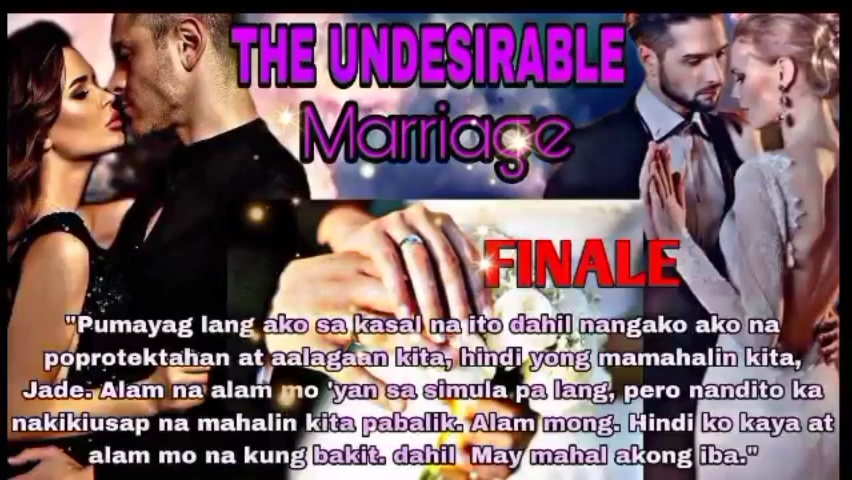 THE UNDESIRABLE
Marriage
FINALE
"Pumayag lang ako sa kasal na ito dahil nangako ako na
poprotektahan at aalagaan kita, hindi yong mamahalin kita,
Jade. Alam na alam mo 'yan sa simula pa lang, pero nandito ka
nakikiusap na mahalin kita pabalik. Alam mong. Hindi ko kaya at
alam mo na kung bakit. dahil May mahal akong iba."